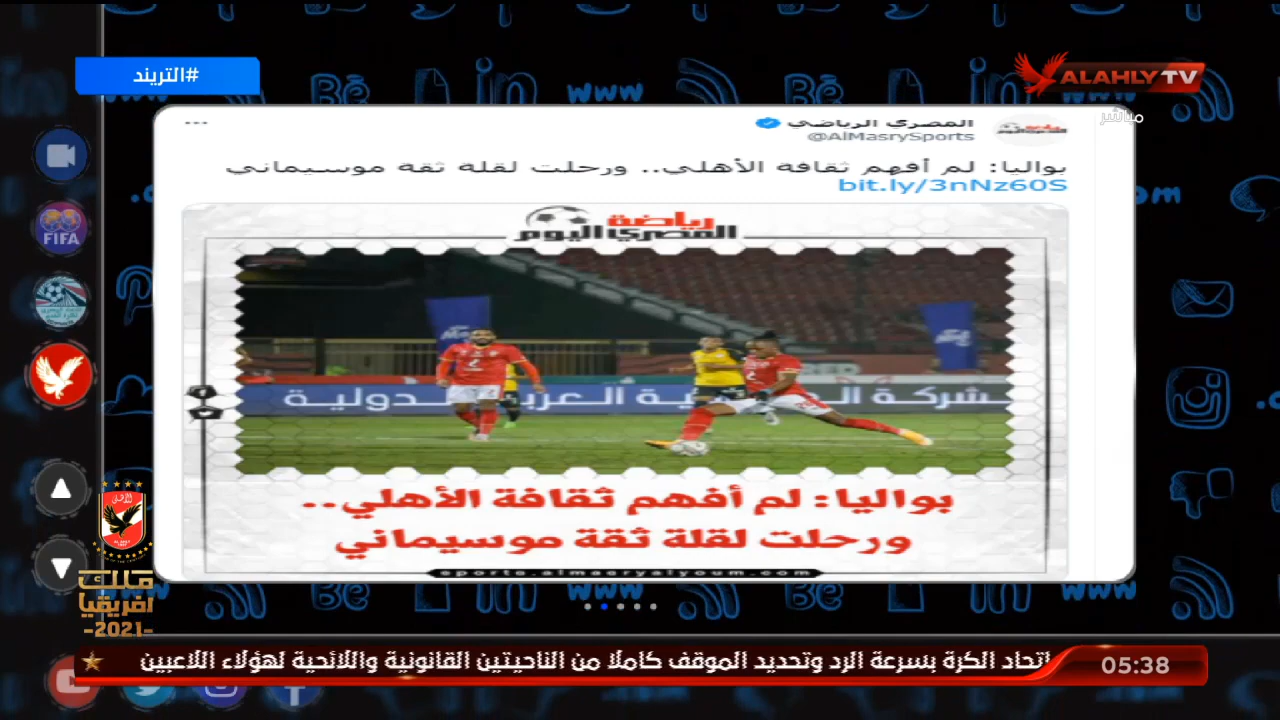 #التريند
ALAHLY TV
مباشر
المصري الرياضي
@AlMasrySports
بواليا: لم أفهم ثقافة الأهلي.. ورحلت لقلة ثقة موسيماني
bit.ly/3nNz60S
رياضة
المصري اليوم
بواليا: لم أفهم ثقافة الأهلي..
ورحلت لقلة ثقة موسيماني
sports.almasryalyoum.com
FIFA
ملك
افريقيا
-2021-
اتحاد الكرة بسرعة الرد وتحديد الموقف كاملا من الناحيتين القانونية واللائحية لهؤلاء اللاعبين
05:38